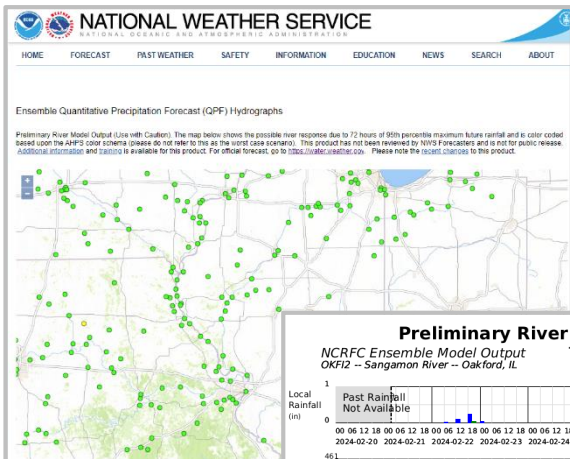 NATIONAL WEATHER SERVICE
NATIONAL OCEANIC AND ATMOSPHERIC ADMINISTRATION
HOME FORECAST PAST WEATHER SAFETY INFORMATION EDUCATION NEWS SEARCH ABOUT
Ensemble Quantitative Precipitation Forecast (QPF) Hydrographs
Preliminary River Model Output (Use with Caution). The map below shows the possible river response due to 72 hours of 95th percentile maximum future rainfall and is color coded
based upon the AHPS color schema (please do not refer to this as the worst case scenario). This product has not been reviewed by NWS Forecasters and is not for public release.
Additional information and training is available for this product. For official forecast, go to https://water.weather.gov. Please note the recent changes to this product.
+
−
Preliminary River
NCRFC Ensemble Model Output
OKFI2 -- Sangamon River -- Oakford, IL
Local
Rainfall
(in)
1
Past Rainfall
Not Available
0
00 06 12 18 00 06 12 18 00 06 12 18 00 06 12 18 00 06 12 18
2024-02-20 2024-02-21 2024-02-22 2024-02-23 2024-02-24
461